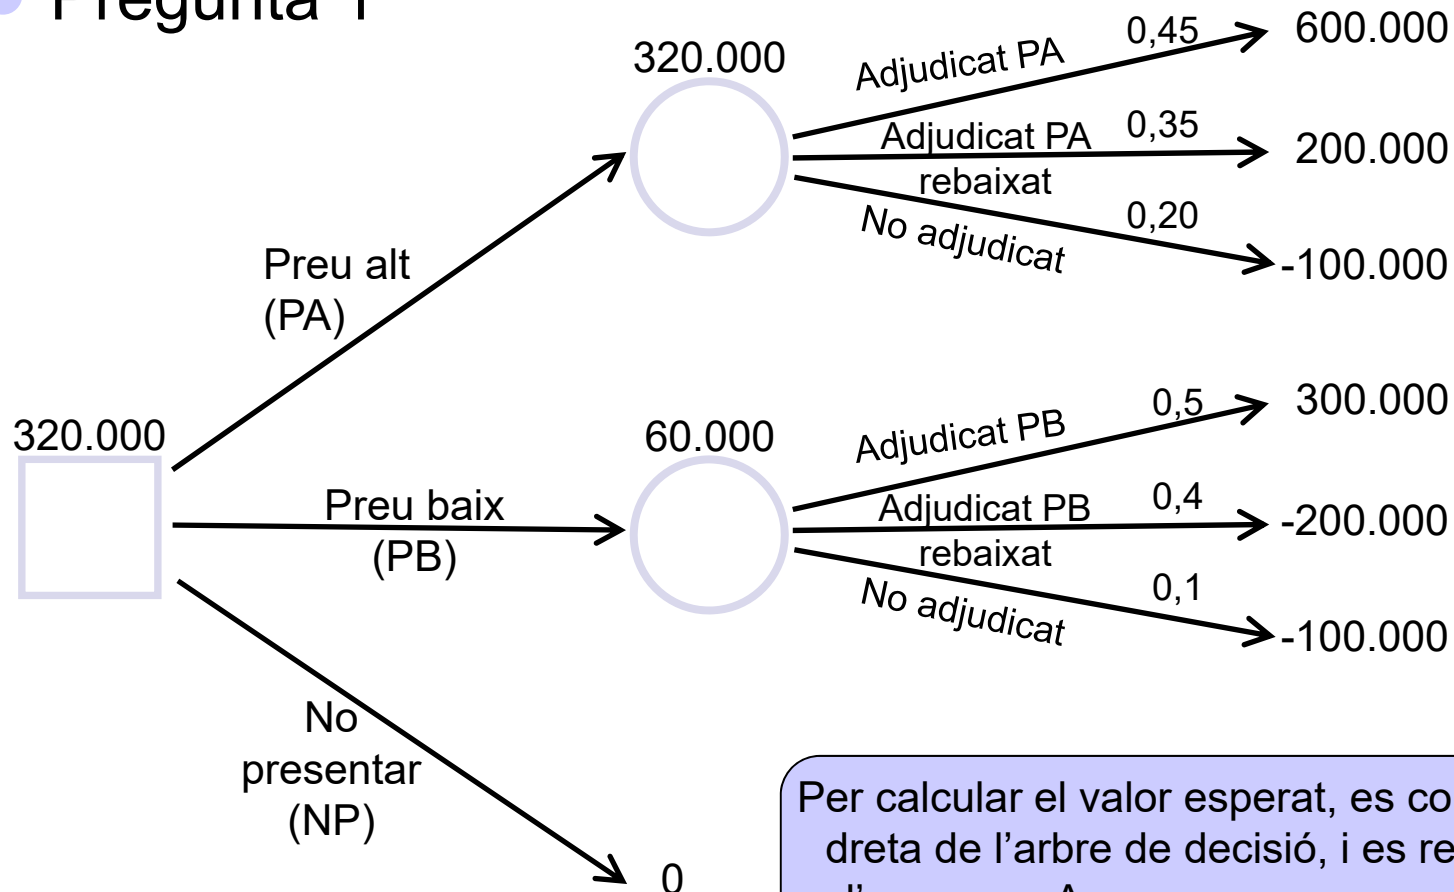 Pregunta 1
320.000
Adjudicat PA
0,45
600.000
Adjudicat PA
rebaixat
0,35
200.000
No adjudicat
0,20
-100.000
Preu alt
(PA)
320.000
Preu baix
(PB)
60.000
Adjudicat PB
0,5
300.000
Adjudicat PB
rebaixat
0,4
-200.000
No adjudicat
0,1
-100.000
No
presentar
(NP)
0
Per calcular el valor esperat, es co
dreta de l’arbre de decisió, i es re